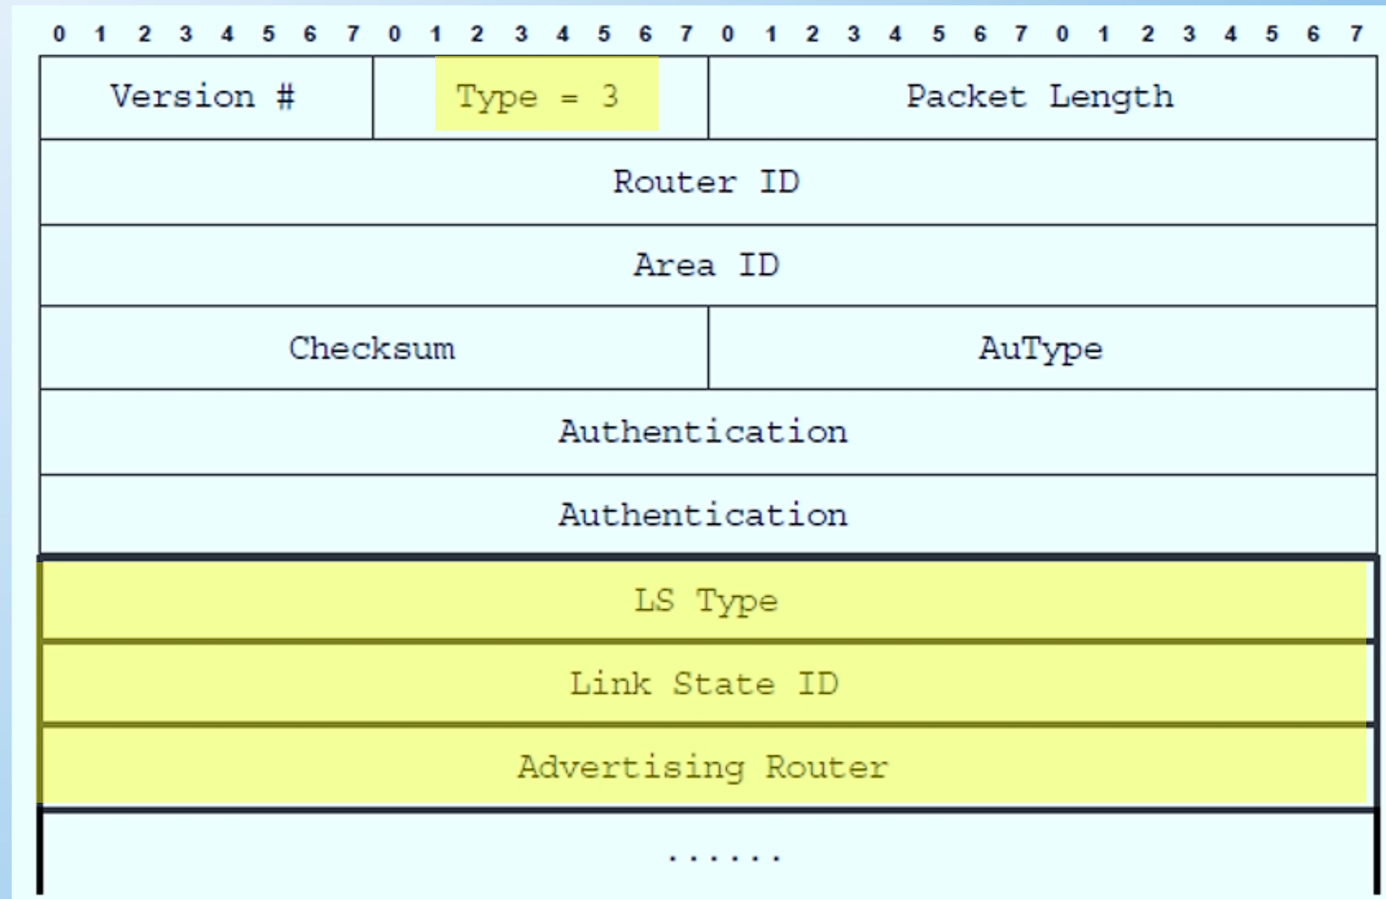 0 1 2 3 4 5 6 7 0 1 2 3 4 5 6 7 0 1 2 3 4 5 6 7 0 1 2 3 4 5 6 7
Version # Type = 3 Packet Length
Router ID
Area ID
Checksum AuType
Authentication
Authentication
LS Type
Link State ID
Advertising Router
......